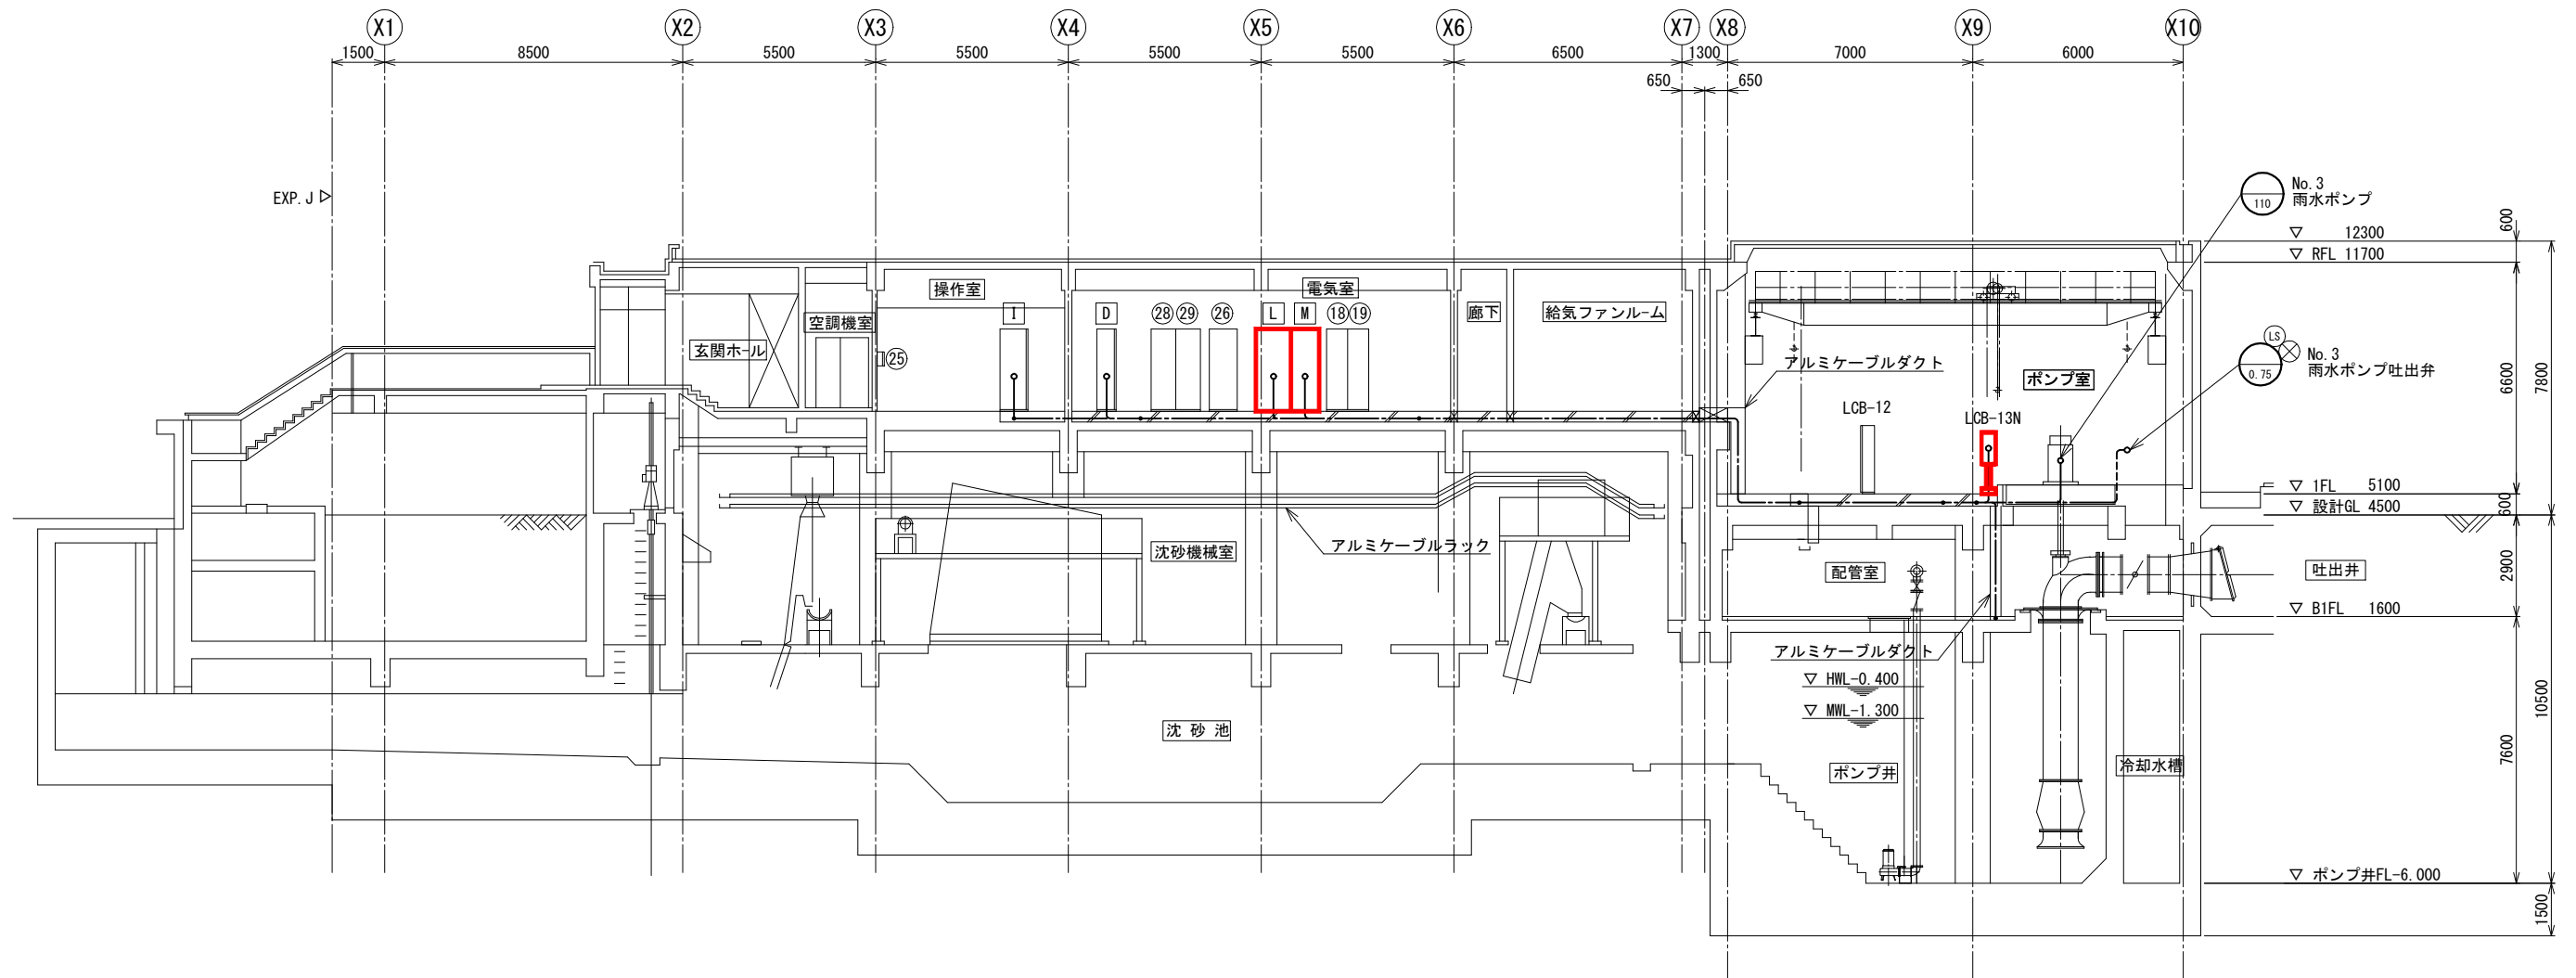 X1
X2
X3
X4
X5
X6
X7
X8
X9
X10
1500
8500
5500
5500
5500
5500
6500
1300
7000
6000
650
650
EXP.J
No.3
雨水ポンプ
110
LS
No.3
雨水ポンプ吐出弁
0.75
12300
RFL 11700
600
6600
7800
操作室
電気室
空調機室
玄関ホール
廊下
給気ファンルーム
I
D
28
29
26
L
M
18
19
25
アルミケーブルダクト
ポンプ室
LCB-12
LCB-13N
1FL 5100
設計GL 4500
600
アルミケーブルラック
沈砂機械室
配管室
吐出井
2900
B1FL 1600
アルミケーブルダクト
HWL-0.400
MWL-1.300
沈砂池
ポンプ井
冷却水槽
7600
10500
ポンプ井FL-6.000
1500